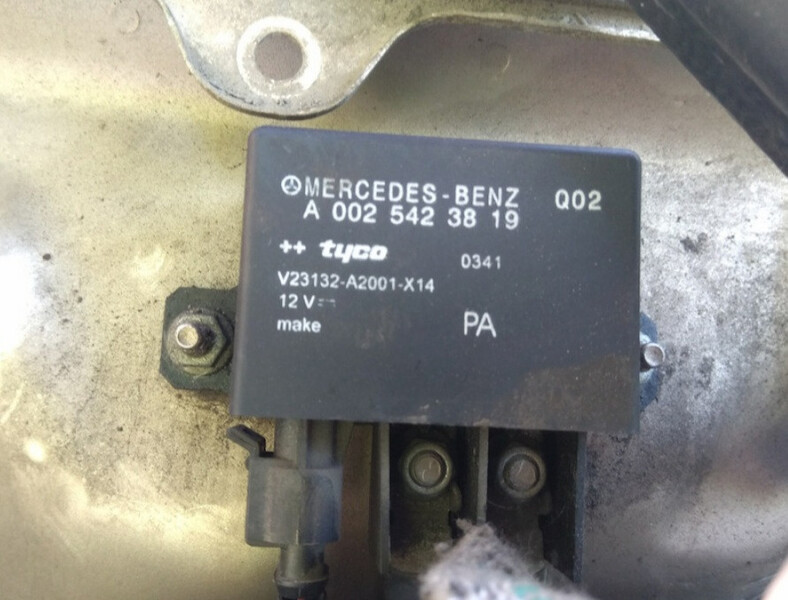 MERCEDES-BENZ Q02
A 002 542 38 19
++ tyco 0341
V23132-A2001-X14
12 V
make PA